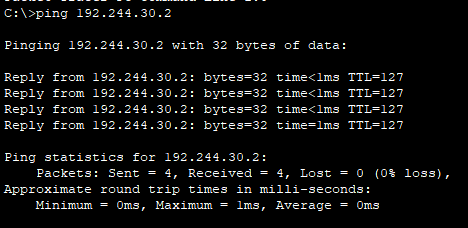 C:\>ping 192.244.30.2
Pinging 192.244.30.2 with 32 bytes of data:
Reply from 192.244.30.2: bytes=32 time<1ms TTL=127
Reply from 192.244.30.2: bytes=32 time<1ms TTL=127
Reply from 192.244.30.2: bytes=32 time<1ms TTL=127
Reply from 192.244.30.2: bytes=32 time=1ms TTL=127
Ping statistics for 192.244.30.2:
Packets: Sent = 4, Received = 4, Lost = 0 (0% loss),
Approximate round trip times in milli-seconds:
Minimum = 0ms, Maximum = 1ms, Average = 0ms